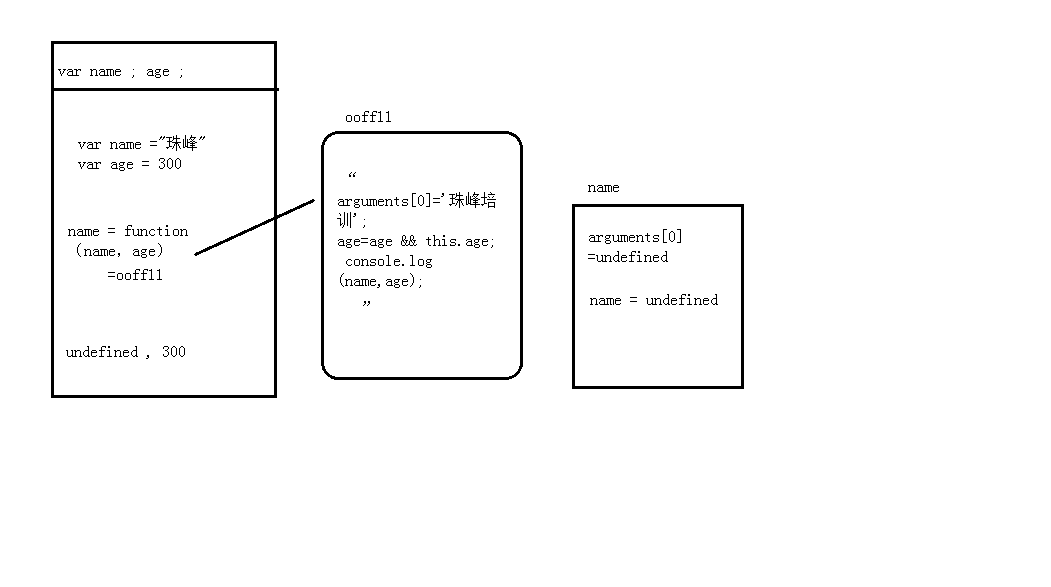 var name ; age ;
var name ="珠峰"
var age = 300
name = function
(name, age)
=ooff11
undefined , 300
ooff11
“
arguments[0]='珠峰培
训';
age=age && this.age;
console.log
(name,age);
”
name
arguments[0]
=undefined
name = undefined